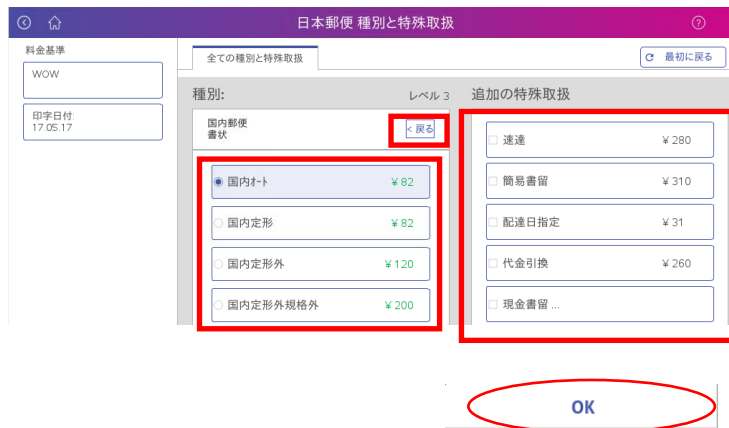 日本郵便 種別と特殊取扱
?
料金基準
WOW
印字日付:
17.05.17
全ての種別と特殊取扱
最初に戻る
種別:
レベル 3
国内郵便
書状
< 戻る
国内ｵｰﾄ ¥ 82
国内定形 ¥ 82
国内定形外 ¥ 120
国内定形外規格外 ¥ 200
追加の特殊取扱
速達 ¥ 280
簡易書留 ¥ 310
配達日指定 ¥ 31
代金引換 ¥ 260
現金書留 ...
OK